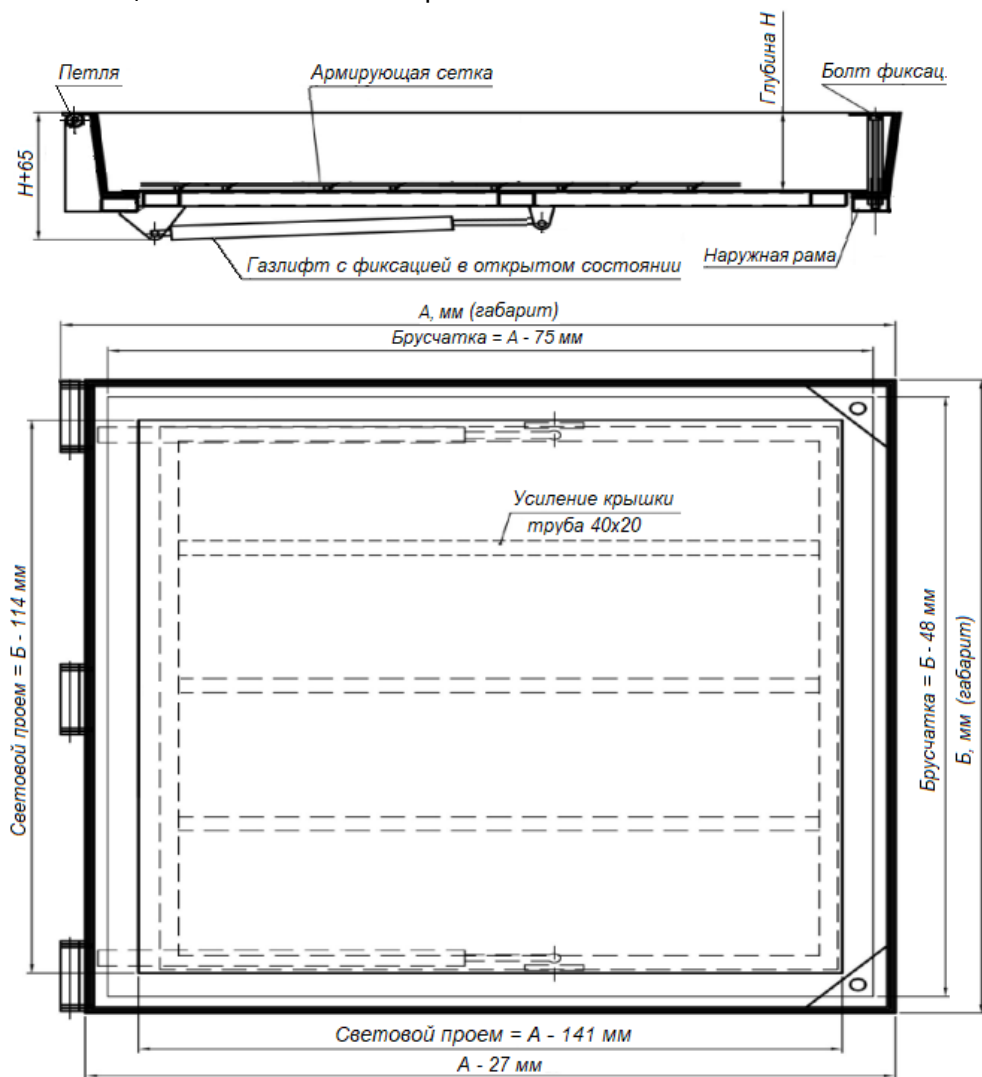 Петля
Армирующая сетка
Глубина Н
Болт фиксац.
Н+65
Газлифт с фиксацией в открытом состоянии
Наружная рама
А, мм (габарит)
Брусчатка = А - 75 мм
Усиление крышки
труба 40х20
Световой проем = Б - 114 мм
Брусчатка = Б - 48 мм
Б, мм (габарит)
Световой проем = А - 141 мм
А - 27 мм